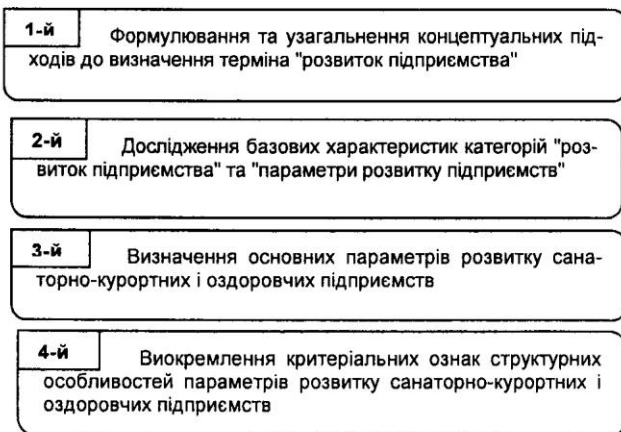 1-й
Формулювання та узагальнення концептуальних під-
ходів до визначення терміна "розвиток підприємства"
2-й
Дослідження базових характеристик категорій "роз-
виток підприємства" та "параметри розвитку підприємств"
3-й
Визначення основних параметрів розвитку сана-
торно-курортних і оздоровчих підприємств
4-й
Виокремлення критеріальних ознак структурних
особливостей параметрів розвитку санаторно-курортних і
оздоровчих підприємств